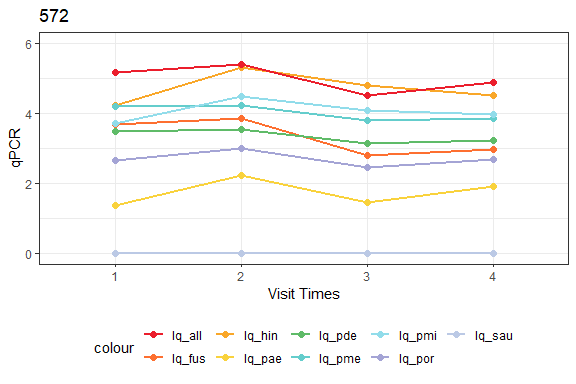 572
6
4
2
0
qPCR
1 2 3 4
Visit Times
colour
lq_all lq_hin lq_pde lq_pmi lq_sau
lq_fus lq_pae lq_pme lq_por